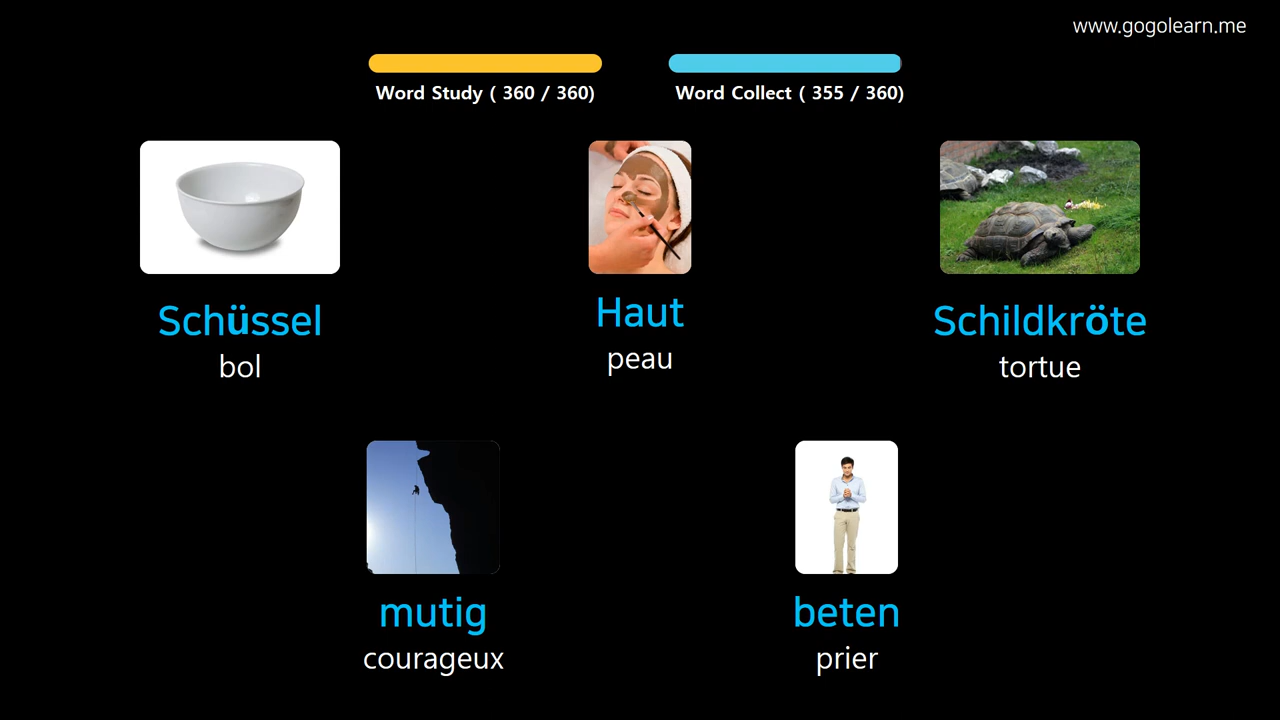 www.gogolearn.me
Word Study ( 360 / 360)
Word Collect ( 355 / 360)
Schüssel
bol
Haut
peau
Schildkröte
tortue
mutig
courageux
beten
prier